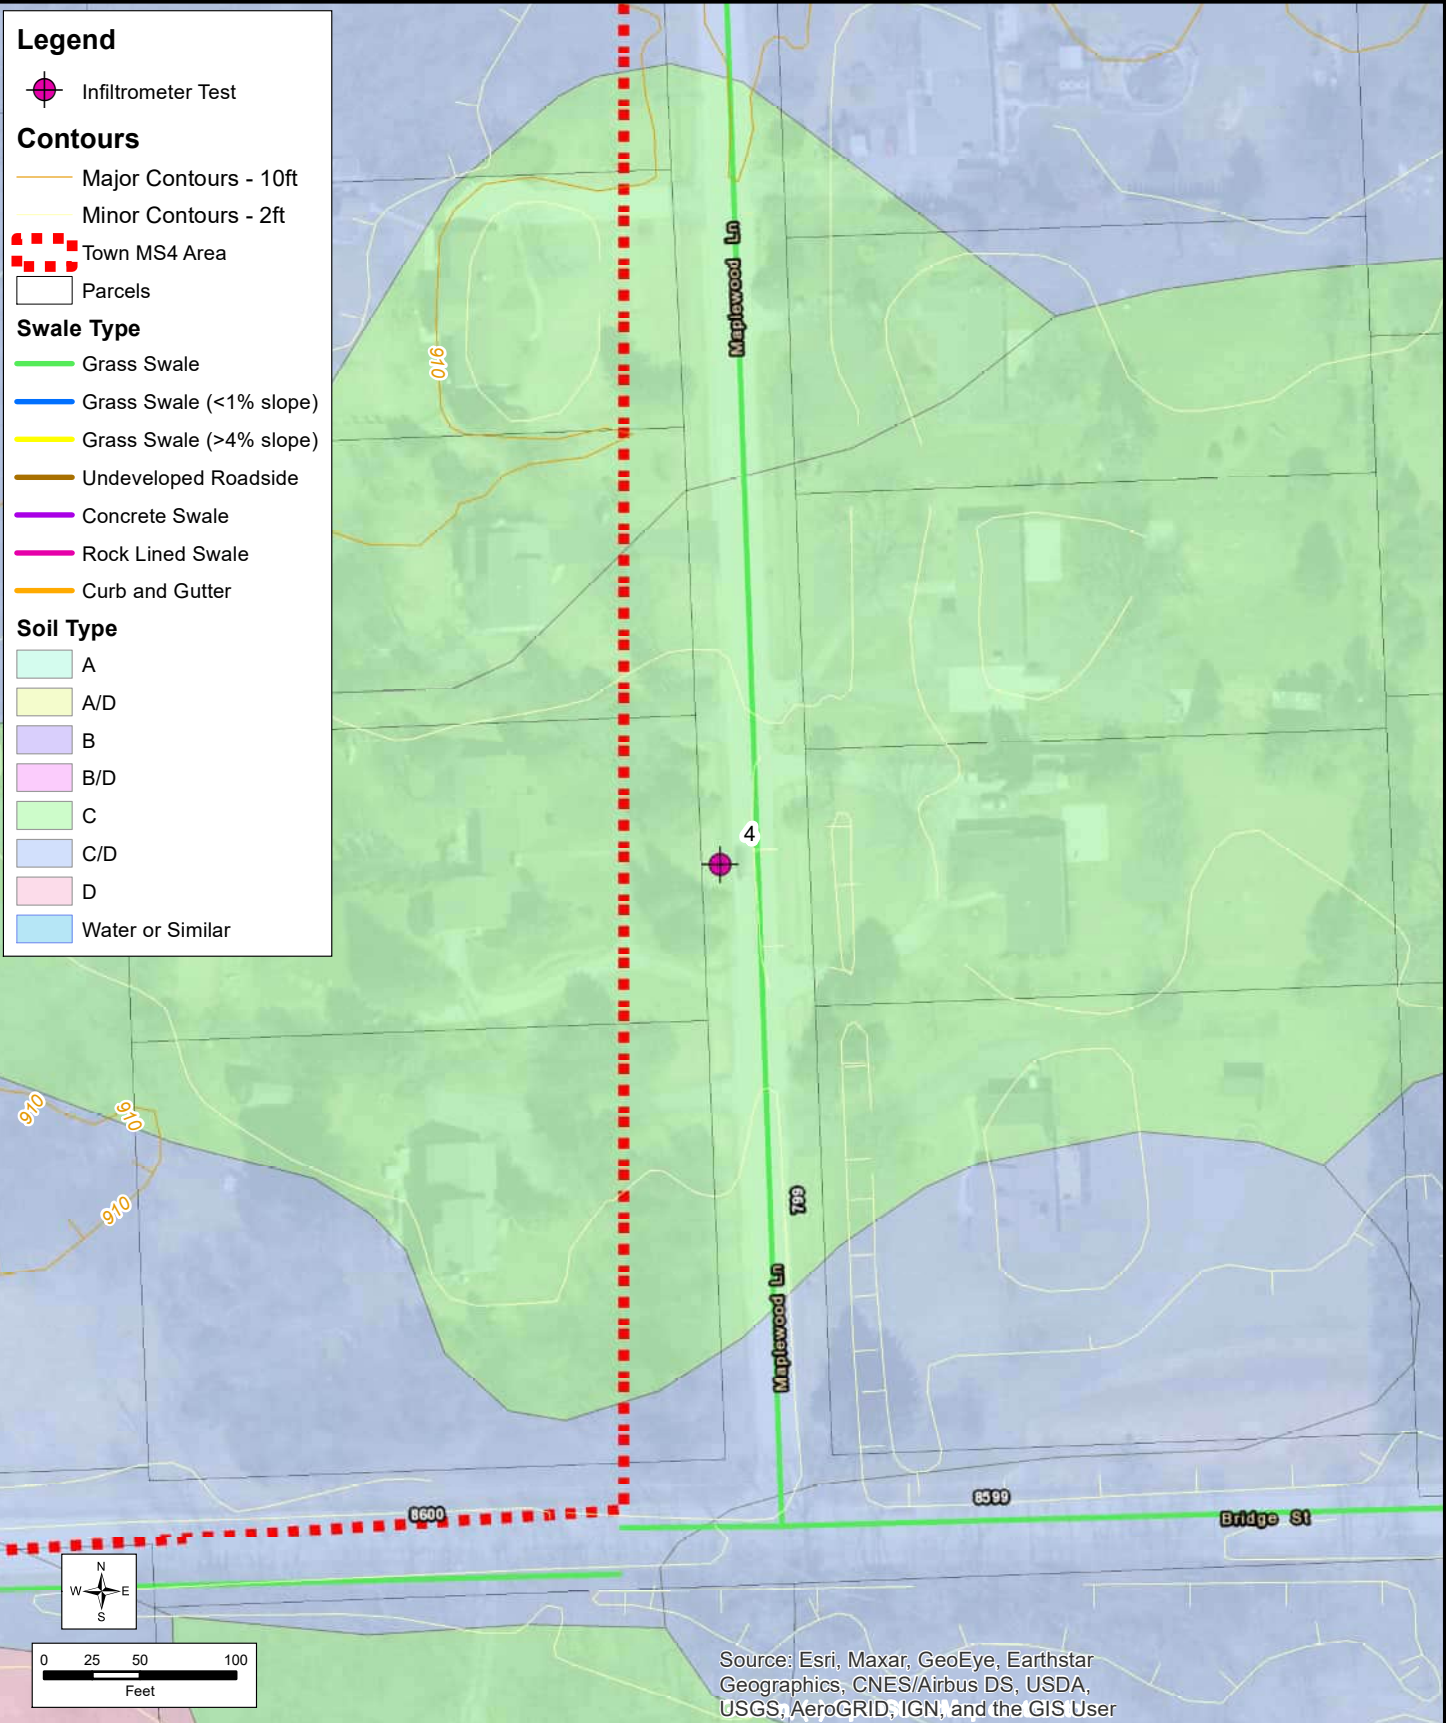 Legend
Infiltrometer Test
Contours
Major Contours - 10ft
Minor Contours - 2ft
Town MS4 Area
Parcels
Swale Type
Grass Swale
Grass Swale (<1% slope)
Grass Swale (>4% slope)
Undeveloped Roadside
Concrete Swale
Rock Lined Swale
Curb and Gutter
Soil Type
A
A/D
B
B/D
C
C/D
D
Water or Similar
Maplewood Ln
910
4
910
910
910
799
Maplewood Ln
8600
8599
Bridge St
N
W E
S
0 25 50 100
Feet
Source: Esri, Maxar, GeoEye, Earthstar
Geographics, CNES/Airbus DS, USDA,
USGS, AeroGRID, IGN, and the GIS User